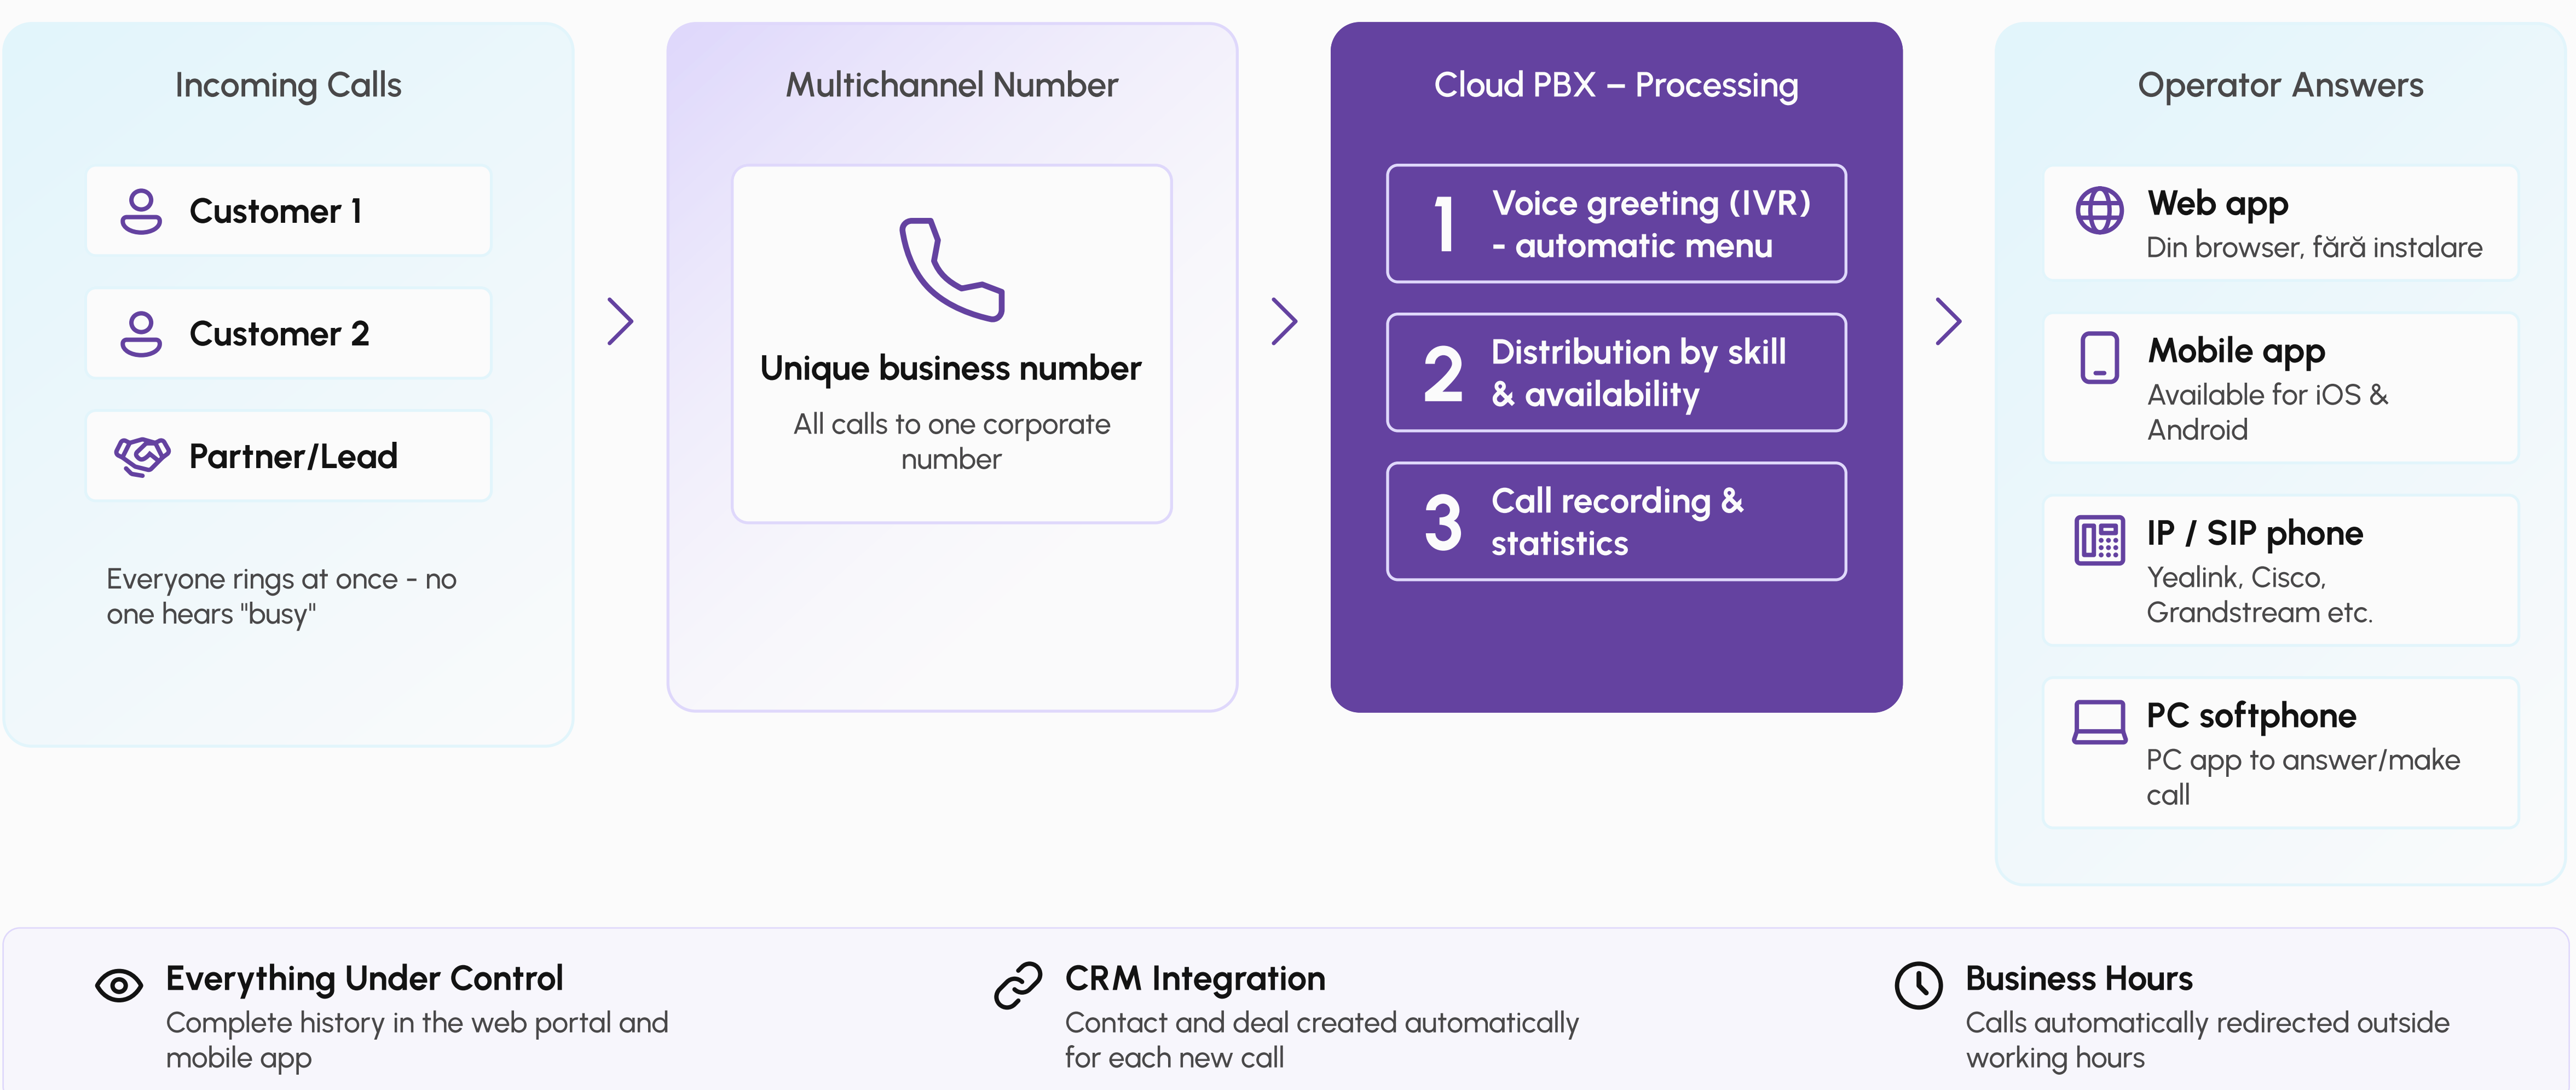 Incoming Calls
Customer 1
Customer 2
Partner/Lead
Everyone rings at once - no
one hears "busy"
Multichannel Number
Unique business number
All calls to one corporate
number
Cloud PBX – Processing
1
Voice greeting (IVR)
- automatic menu
2
Distribution by skill
& availability
3
Call recording &
statistics
Operator Answers
Web app
Din browser, fără instalare
Mobile app
Available for iOS &
Android
IP / SIP phone
Yealink, Cisco,
Grandstream etc.
PC softphone
PC app to answer/make
call
Everything Under Control
Complete history in the web portal and
mobile app
CRM Integration
Contact and deal created automatically
for each new call
Business Hours
Calls automatically redirected outside
working hours